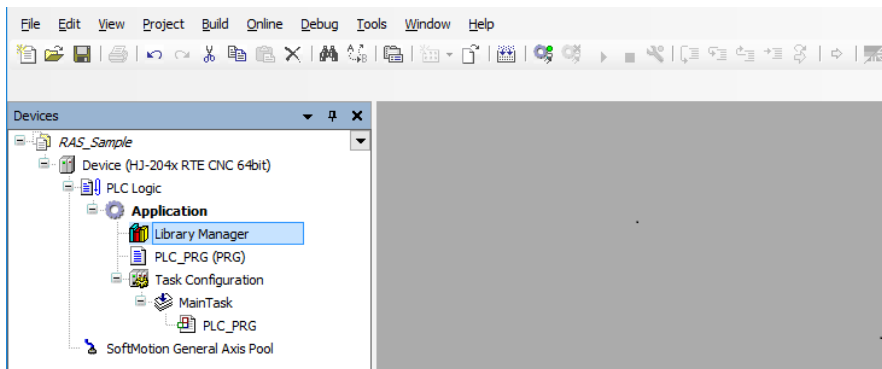 File Edit View Project Build Online Debug Tools Window Help
Devices
RAS_Sample
Device (HJ-204x RTE CNC 64bit)
PLC Logic
Application
Library Manager
PLC_PRG (PRG)
Task Configuration
MainTask
PLC_PRG
SoftMotion General Axis Pool